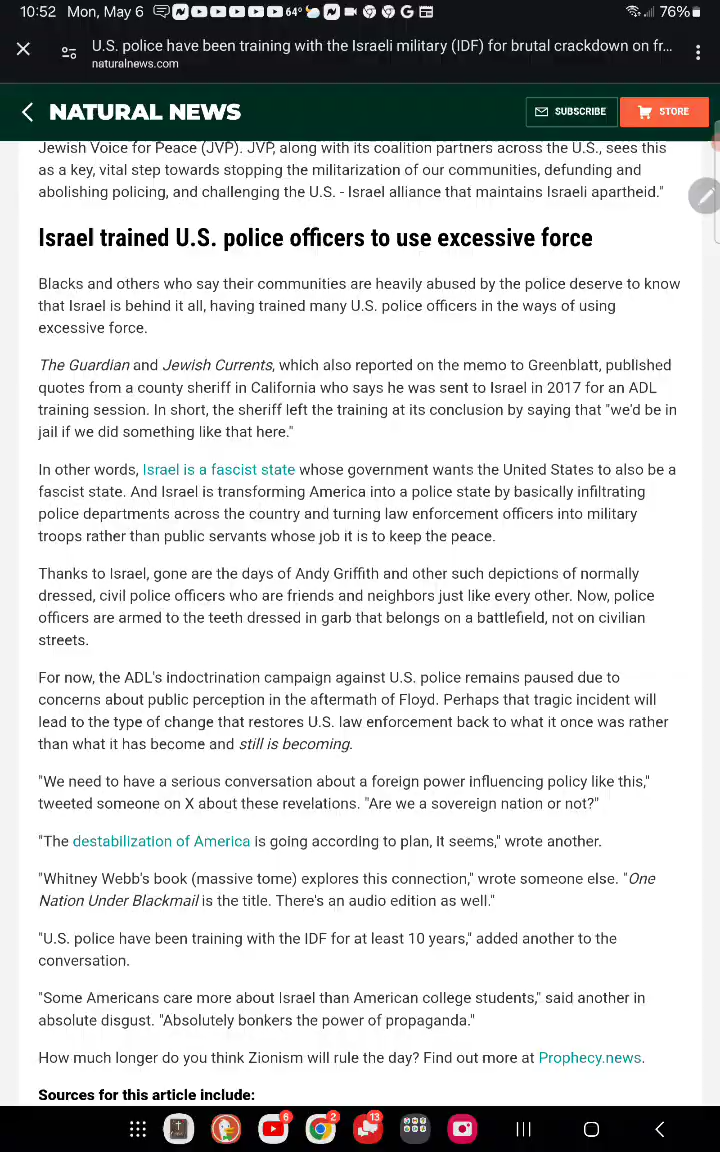 10:52 Mon, May 6 64° 76%
U.S. police have been training with the Israeli military (IDF) for brutal crackdown on fr...
naturalnews.com
NATURAL NEWS
SUBSCRIBE
STORE
Jewish Voice for Peace (JVP). JVP, along with its coalition partners across the U.S., sees this
as a key, vital step towards stopping the militarization of our communities, defunding and
abolishing policing, and challenging the U.S. - Israel alliance that maintains Israeli apartheid."
Israel trained U.S. police officers to use excessive force
Blacks and others who say their communities are heavily abused by the police deserve to know
that Israel is behind it all, having trained many U.S. police officers in the ways of using
excessive force.
The Guardian and Jewish Currents, which also reported on the memo to Greenblatt, published
quotes from a county sheriff in California who says he was sent to Israel in 2017 for an ADL
training session. In short, the sheriff left the training at its conclusion by saying that "we'd be in
jail if we did something like that here."
In other words, Israel is a fascist state whose government wants the United States to also be a
fascist state. And Israel is transforming America into a police state by basically infiltrating
police departments across the country and turning law enforcement officers into military
troops rather than public servants whose job it is to keep the peace.
Thanks to Israel, gone are the days of Andy Griffith and other such depictions of normally
dressed, civil police officers who are friends and neighbors just like every other. Now, police
officers are armed to the teeth dressed in garb that belongs on a battlefield, not on civilian
streets.
For now, the ADL's indoctrination campaign against U.S. police remains paused due to
concerns about public perception in the aftermath of Floyd. Perhaps that tragic incident will
lead to the type of change that restores U.S. law enforcement back to what it once was rather
than what it has become and still is becoming.
"We need to have a serious conversation about a foreign power influencing policy like this,"
tweeted someone on X about these revelations. "Are we a sovereign nation or not?"
"The destabilization of America is going according to plan, it seems," wrote another.
"Whitney Webb's book (massive tome) explores this connection," wrote someone else. "One
Nation Under Blackmail is the title. There's an audio edition as well."
"U.S. police have been training with the IDF for at least 10 years," added another to the
conversation.
"Some Americans care more about Israel than American college students," said another in
absolute disgust. "Absolutely bonkers the power of propaganda."
How much longer do you think Zionism will rule the day? Find out more at Prophecy.news.
Sources for this article include:
6
2
13